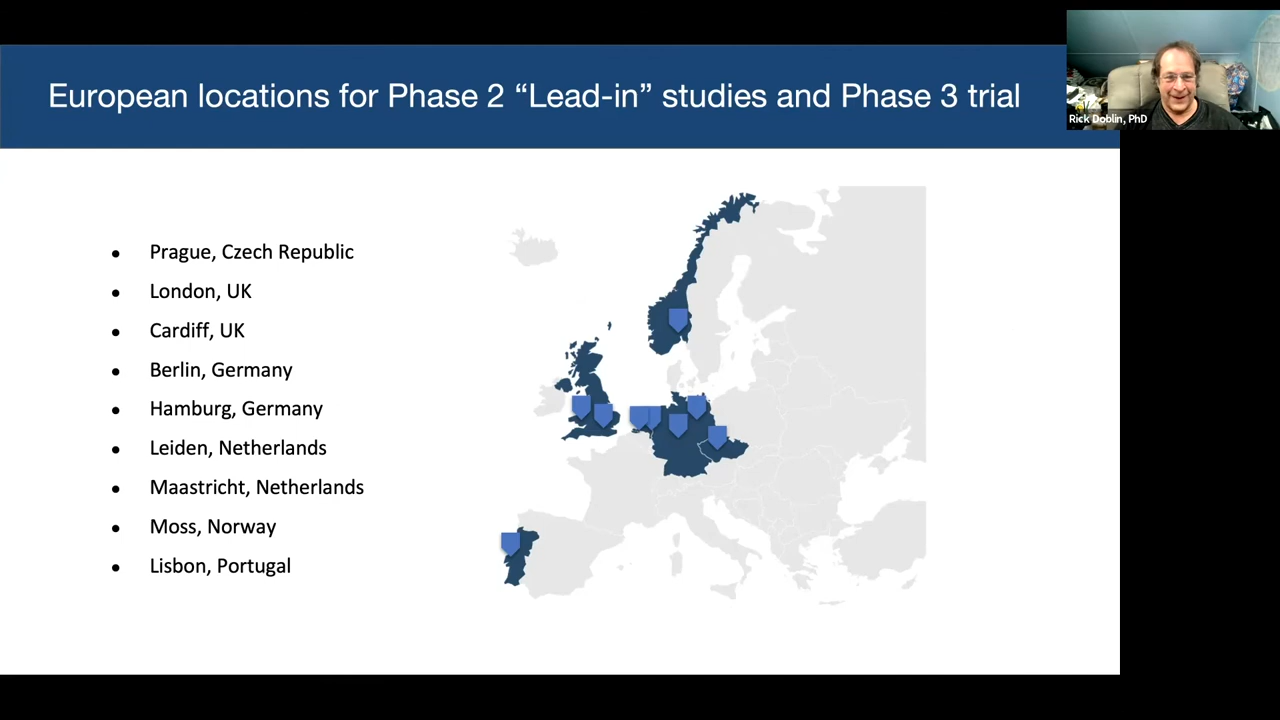 European locations for Phase 2 “Lead-in” studies and Phase 3 trial
Rick Doblin, PhD
• Prague, Czech Republic
• London, UK
• Cardiff, UK
• Berlin, Germany
• Hamburg, Germany
• Leiden, Netherlands
• Maastricht, Netherlands
• Moss, Norway
• Lisbon, Portugal